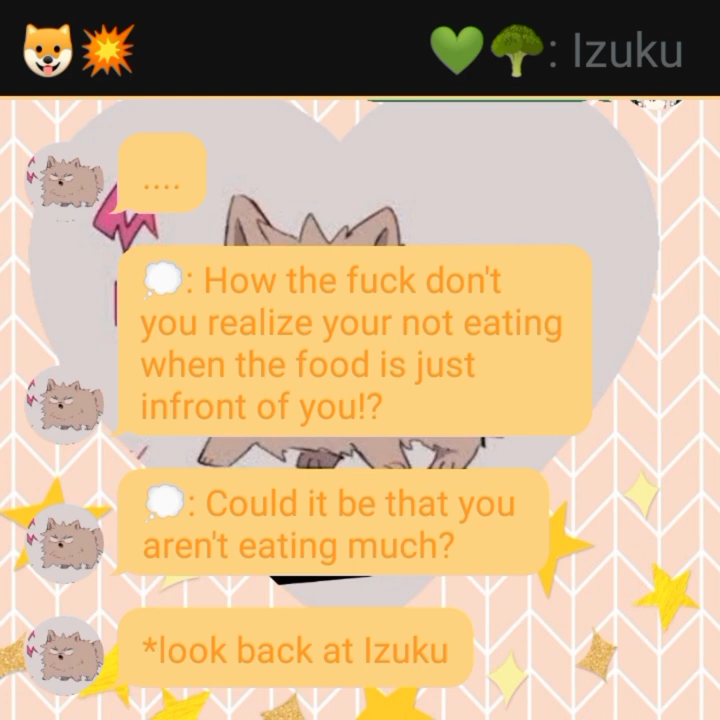 🐶💥
💚🥦: Izuku
....
💭: How the fuck don't
you realize your not eating
when the food is just
infront of you!?
💭: Could it be that you
aren't eating much?
*look back at Izuku